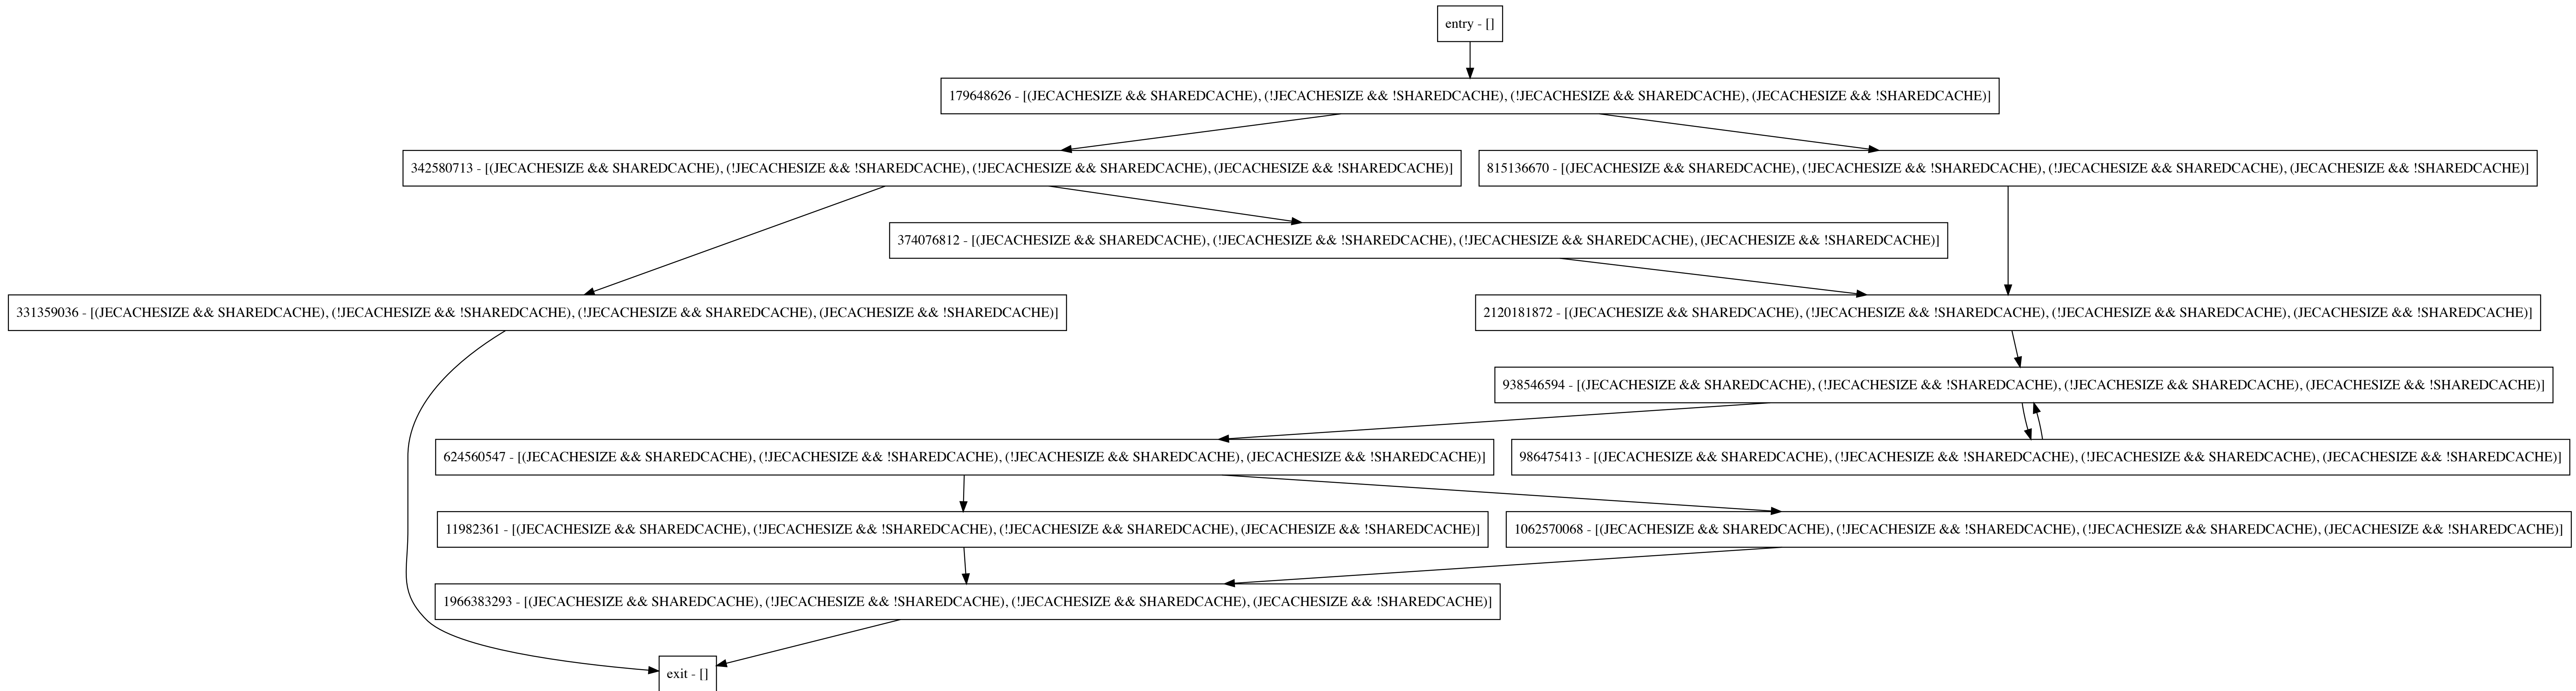 entry - []
179648626 - [(JECACHESIZE && SHAREDCACHE), (!JECACHESIZE && !SHAREDCACHE), (!JECACHESIZE && SHAREDCACHE), (JECACHESIZE && !SHAREDCACHE)]
342580713 - [(JECACHESIZE && SHAREDCACHE), (!JECACHESIZE && !SHAREDCACHE), (!JECACHESIZE && SHAREDCACHE), (JECACHESIZE && !SHAREDCACHE)]
815136670 - [(JECACHESIZE && SHAREDCACHE), (!JECACHESIZE && !SHAREDCACHE), (!JECACHESIZE && SHAREDCACHE), (JECACHESIZE && !SHAREDCACHE)]
374076812 - [(JECACHESIZE && SHAREDCACHE), (!JECACHESIZE && !SHAREDCACHE), (!JECACHESIZE && SHAREDCACHE), (JECACHESIZE && !SHAREDCACHE)]
331359036 - [(JECACHESIZE && SHAREDCACHE), (!JECACHESIZE && !SHAREDCACHE), (!JECACHESIZE && SHAREDCACHE), (JECACHESIZE && !SHAREDCACHE)]
2120181872 - [(JECACHESIZE && SHAREDCACHE), (!JECACHESIZE && !SHAREDCACHE), (!JECACHESIZE && SHAREDCACHE), (JECACHESIZE && !SHAREDCACHE)]
938546594 - [(JECACHESIZE && SHAREDCACHE), (!JECACHESIZE && !SHAREDCACHE), (!JECACHESIZE && SHAREDCACHE), (JECACHESIZE && !SHAREDCACHE)]
624560547 - [(JECACHESIZE && SHAREDCACHE), (!JECACHESIZE && !SHAREDCACHE), (!JECACHESIZE && SHAREDCACHE), (JECACHESIZE && !SHAREDCACHE)]
986475413 - [(JECACHESIZE && SHAREDCACHE), (!JECACHESIZE && !SHAREDCACHE), (!JECACHESIZE && SHAREDCACHE), (JECACHESIZE && !SHAREDCACHE)]
11982361 - [(JECACHESIZE && SHAREDCACHE), (!JECACHESIZE && !SHAREDCACHE), (!JECACHESIZE && SHAREDCACHE), (JECACHESIZE && !SHAREDCACHE)]
1062570068 - [(JECACHESIZE && SHAREDCACHE), (!JECACHESIZE && !SHAREDCACHE), (!JECACHESIZE && SHAREDCACHE), (JECACHESIZE && !SHAREDCACHE)]
1966383293 - [(JECACHESIZE && SHAREDCACHE), (!JECACHESIZE && !SHAREDCACHE), (!JECACHESIZE && SHAREDCACHE), (JECACHESIZE && !SHAREDCACHE)]
exit - []